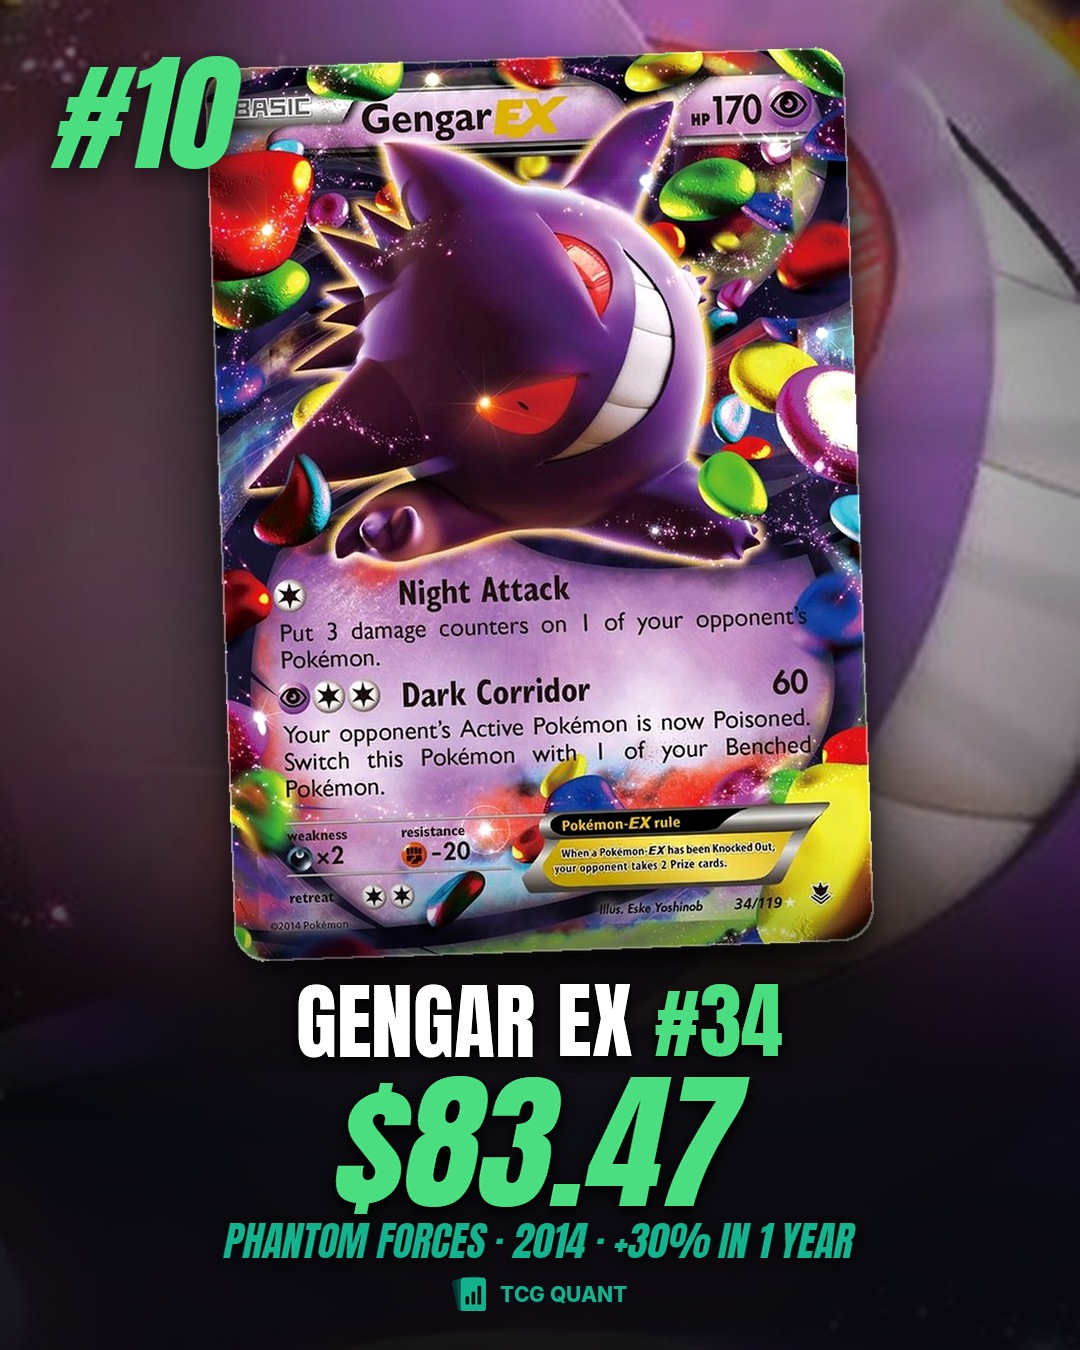 #10
BASIC
Gengar EX
HP 170
Night Attack
Put 3 damage counters on 1 of your opponent's
Pokémon.
Dark Corridor 60
Your opponent's Active Pokémon is now Poisoned.
Switch this Pokémon with 1 of your Benched
Pokémon.
weakness
×2
resistance
-20
retreat
Pokémon-EX rule
When a Pokémon-EX has been Knocked Out,
your opponent takes 2 Prize cards.
Illus. Eske Yoshinob
34/119
©2014 Pokémon
GENGAR EX #34
$83.47
PHANTOM FORCES · 2014 · +30% IN 1 YEAR
TCG QUANT